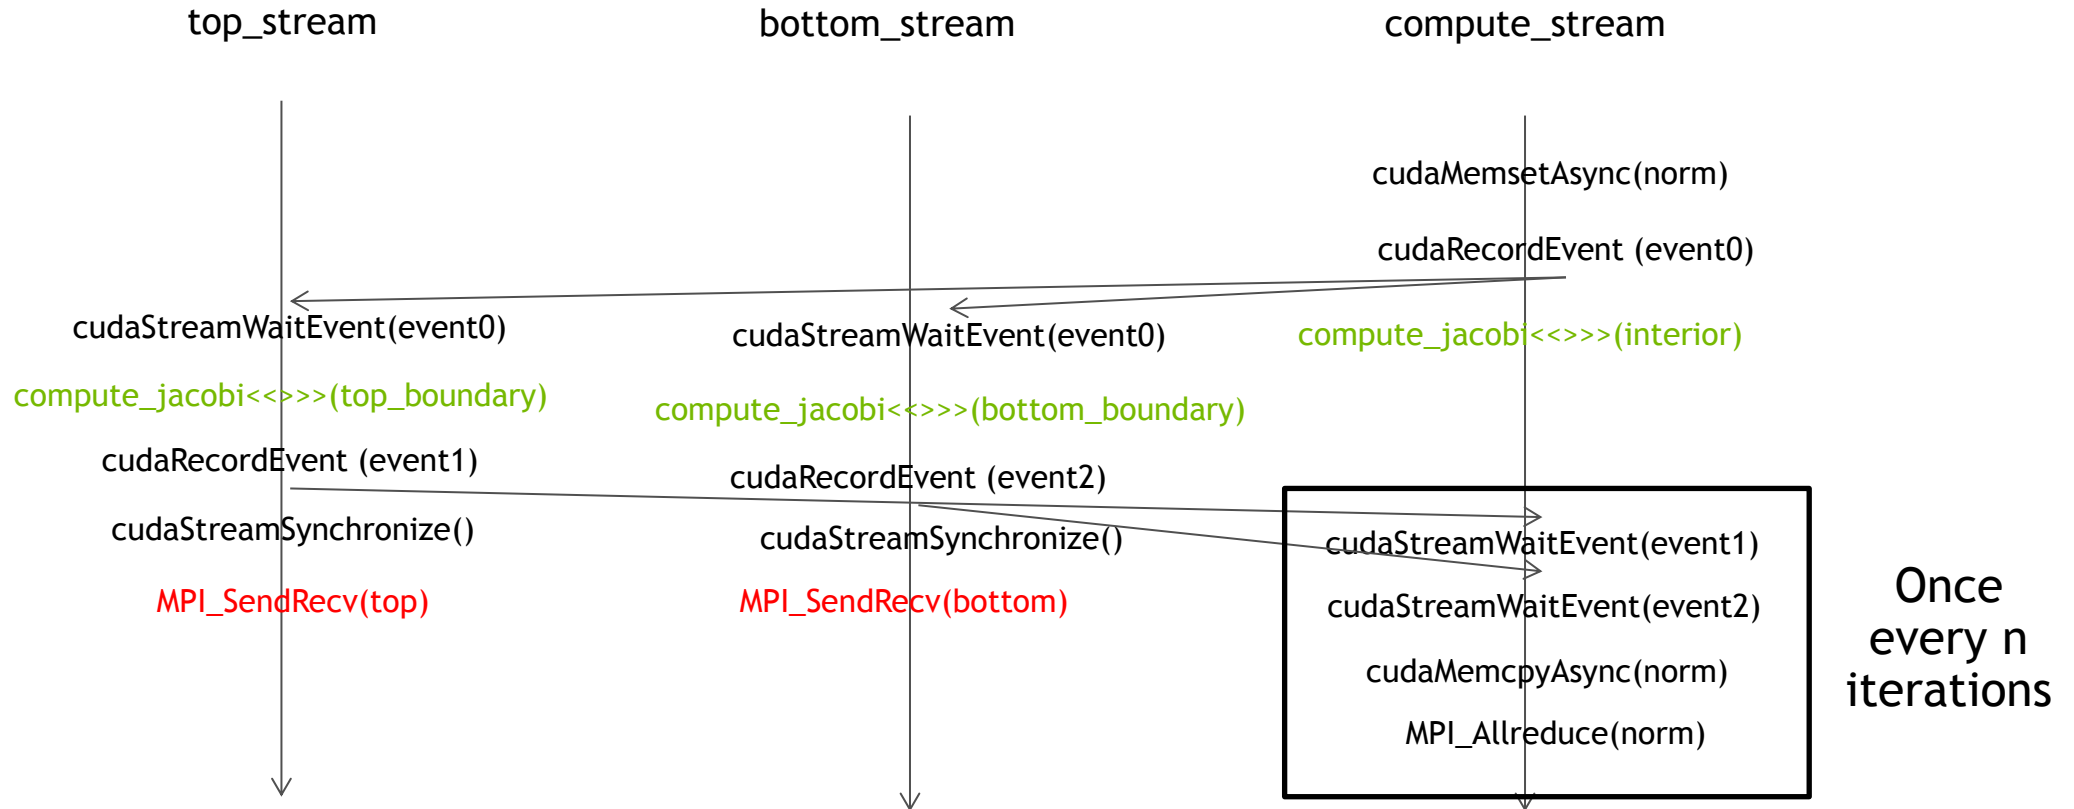 top_stream
bottom_stream
compute_stream
cudaMemsetAsync(norm)
cudaRecordEvent (event0)
cudaStreamWaitEvent(event0)
cudaStreamWaitEvent(event0)
compute_jacobi<<>>>(interior)
compute_jacobi<<>>>(top_boundary)
compute_jacobi<<>>>(bottom_boundary)
cudaRecordEvent (event1)
cudaRecordEvent (event2)
cudaStreamSynchronize()
cudaStreamSynchronize()
cudaStreamWaitEvent(event1)
MPI_SendRecv(top)
MPI_SendRecv(bottom)
cudaStreamWaitEvent(event2)
cudaMemcpyAsync(norm)
MPI_Allreduce(norm)
Once
every n
iterations